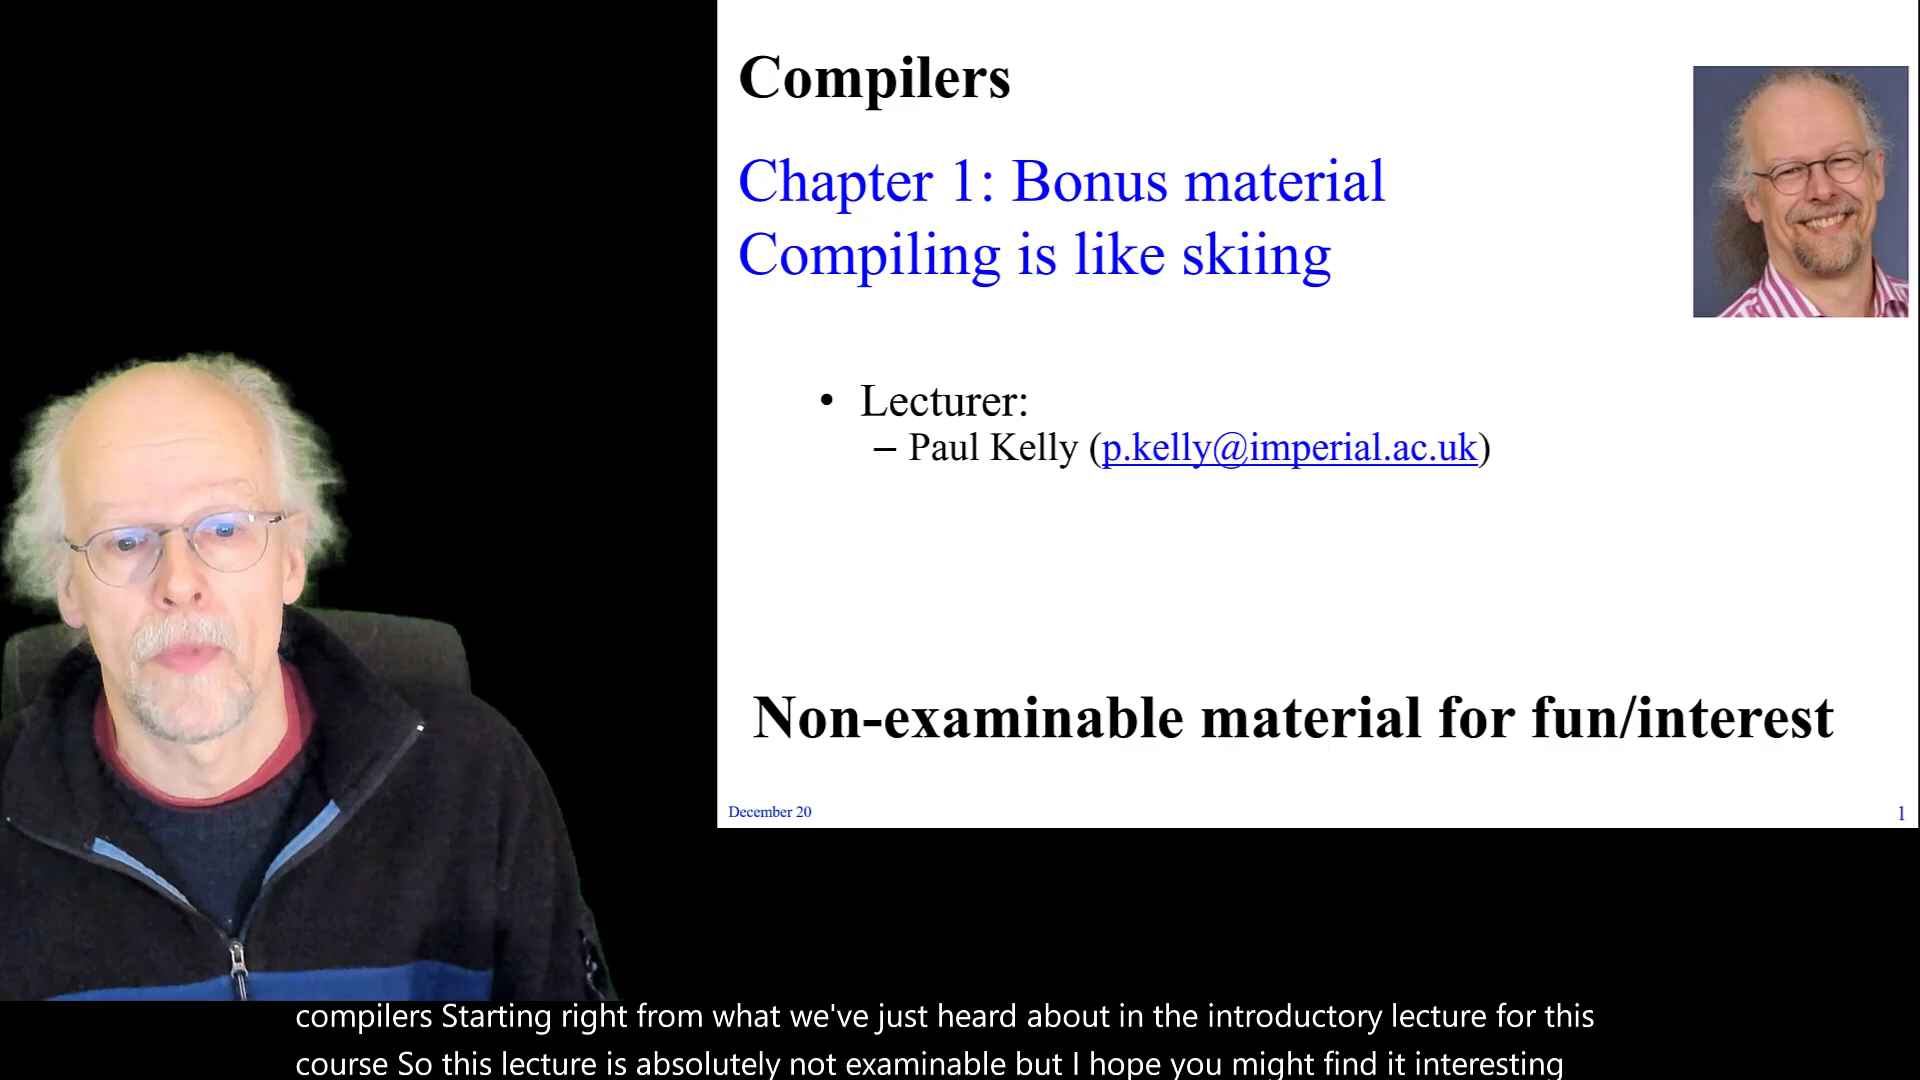 Compilers
Chapter 1: Bonus material
Compiling is like skiing
• Lecturer:
– Paul Kelly (p.kelly@imperial.ac.uk)
Non-examinable material for fun/interest
December 20
1
compilers Starting right from what we've just heard about in the introductory lecture for this
course So this lecture is absolutely not examinable but I hope you might find it interesting